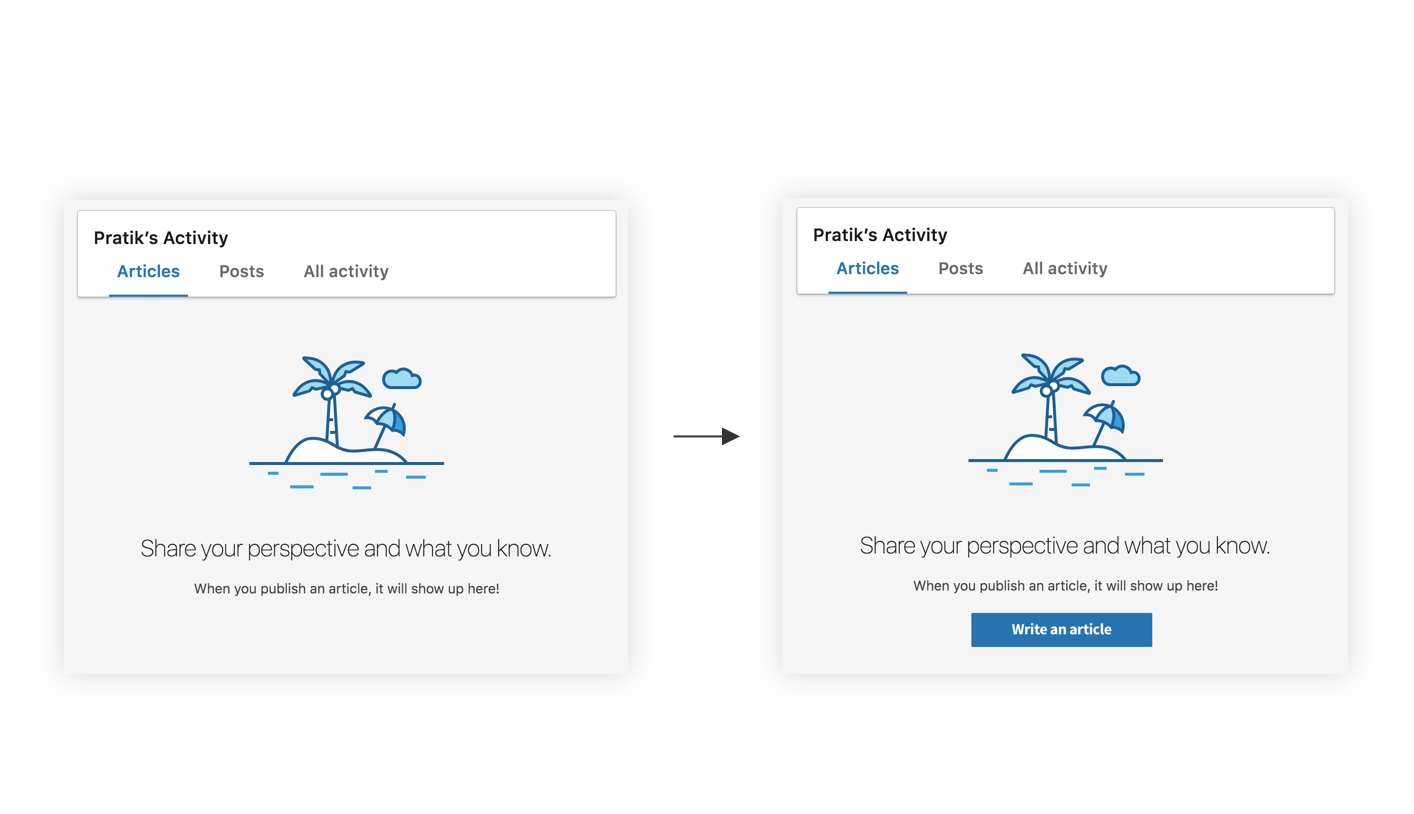 Pratik’s Activity
Articles Posts All activity
Share your perspective and what you know.
When you publish an article, it will show up here!
Pratik’s Activity
Articles Posts All activity
Share your perspective and what you know.
When you publish an article, it will show up here!
Write an article